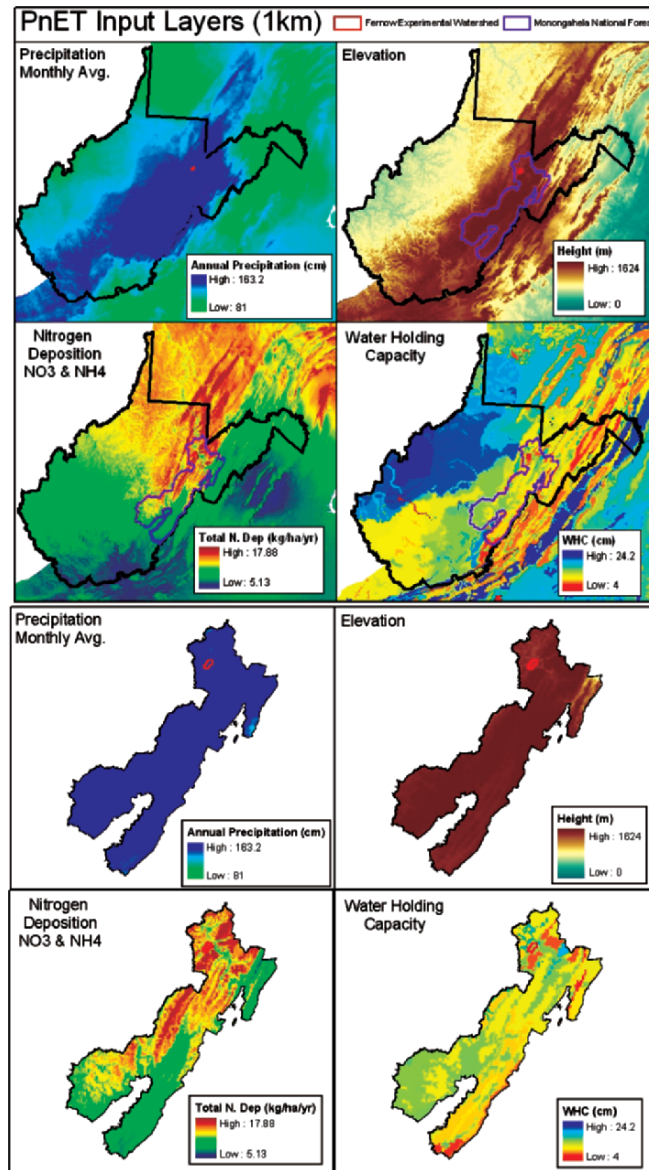 PnET Input Layers (1km)
Fernow Experimental Watershed
Monongahela National Forest
Precipitation
Monthly Avg.
Annual Precipitation (cm)
High : 163.2
Low : 81
Elevation
Height (m)
High : 1624
Low : 0
Nitrogen
Deposition
NO3 & NH4
Total N. Dep (kg/ha/yr)
High : 17.88
Low : 5.13
Water Holding
Capacity
WHC (cm)
High : 24.2
Low : 4
Precipitation
Monthly Avg.
Annual Precipitation (cm)
High : 163.2
Low : 81
Elevation
Height (m)
High : 1624
Low : 0
Nitrogen
Deposition
NO3 & NH4
Total N. Dep (kg/ha/yr)
High : 17.88
Low : 5.13
Water Holding
Capacity
WHC (cm)
High : 24.2
Low : 4